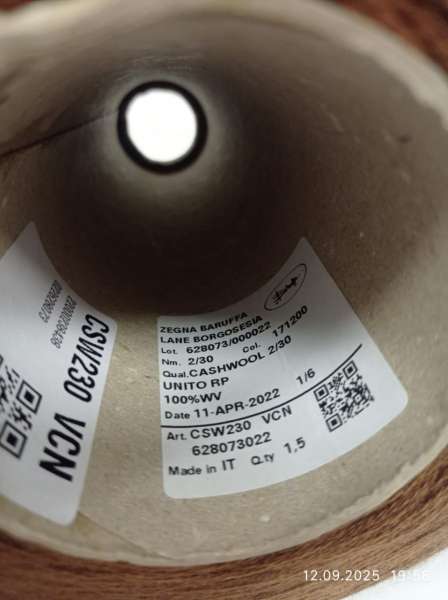 CSW230 VCN
ZEGNA BARUFFA
LANE BORGOSESIA
Lot. 628073/000022 Col. 171200
Nm. 2/30
Qual.CASHWOOL 2/30
UNITO RP
100%WV
Date 11-APR-2022 1/6
Art. CSW230 VCN
628073022
Made in IT Q.ty 1,5
12.09.2025